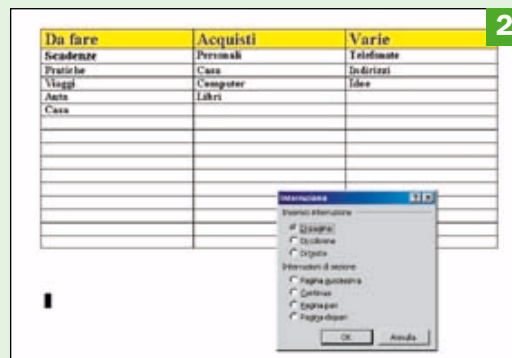 2
Da fare Acquisti Varie
Scadenze Personali Telefonate
Pratiche Casa Indirizzi
Viaggi Computer Idee
Auto Libri
Casa
Interruzione
Inserisci interruzione
Di pagina
Di colonna
Di testo
Interruzioni di sezione
Pagina successiva
Continua
Pagina pari
Pagina dispari
OK Annulla